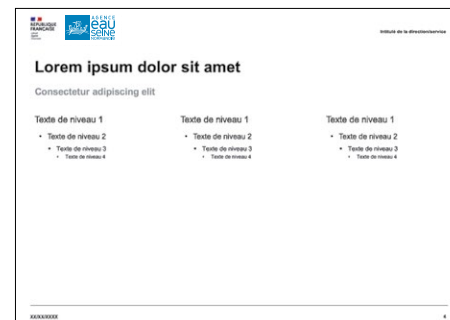 RÉPUBLIQUE
FRANÇAISE
AGENCE
eau
seine
NORMANDIE
Intitulé de la direction/service
Lorem ipsum dolor sit amet
Consectetur adipiscing elit
Texte de niveau 1
• Texte de niveau 2
• Texte de niveau 3
• Texte de niveau 4
Texte de niveau 1
• Texte de niveau 2
• Texte de niveau 3
• Texte de niveau 4
Texte de niveau 1
• Texte de niveau 2
• Texte de niveau 3
• Texte de niveau 4
XX/XX/XXXX